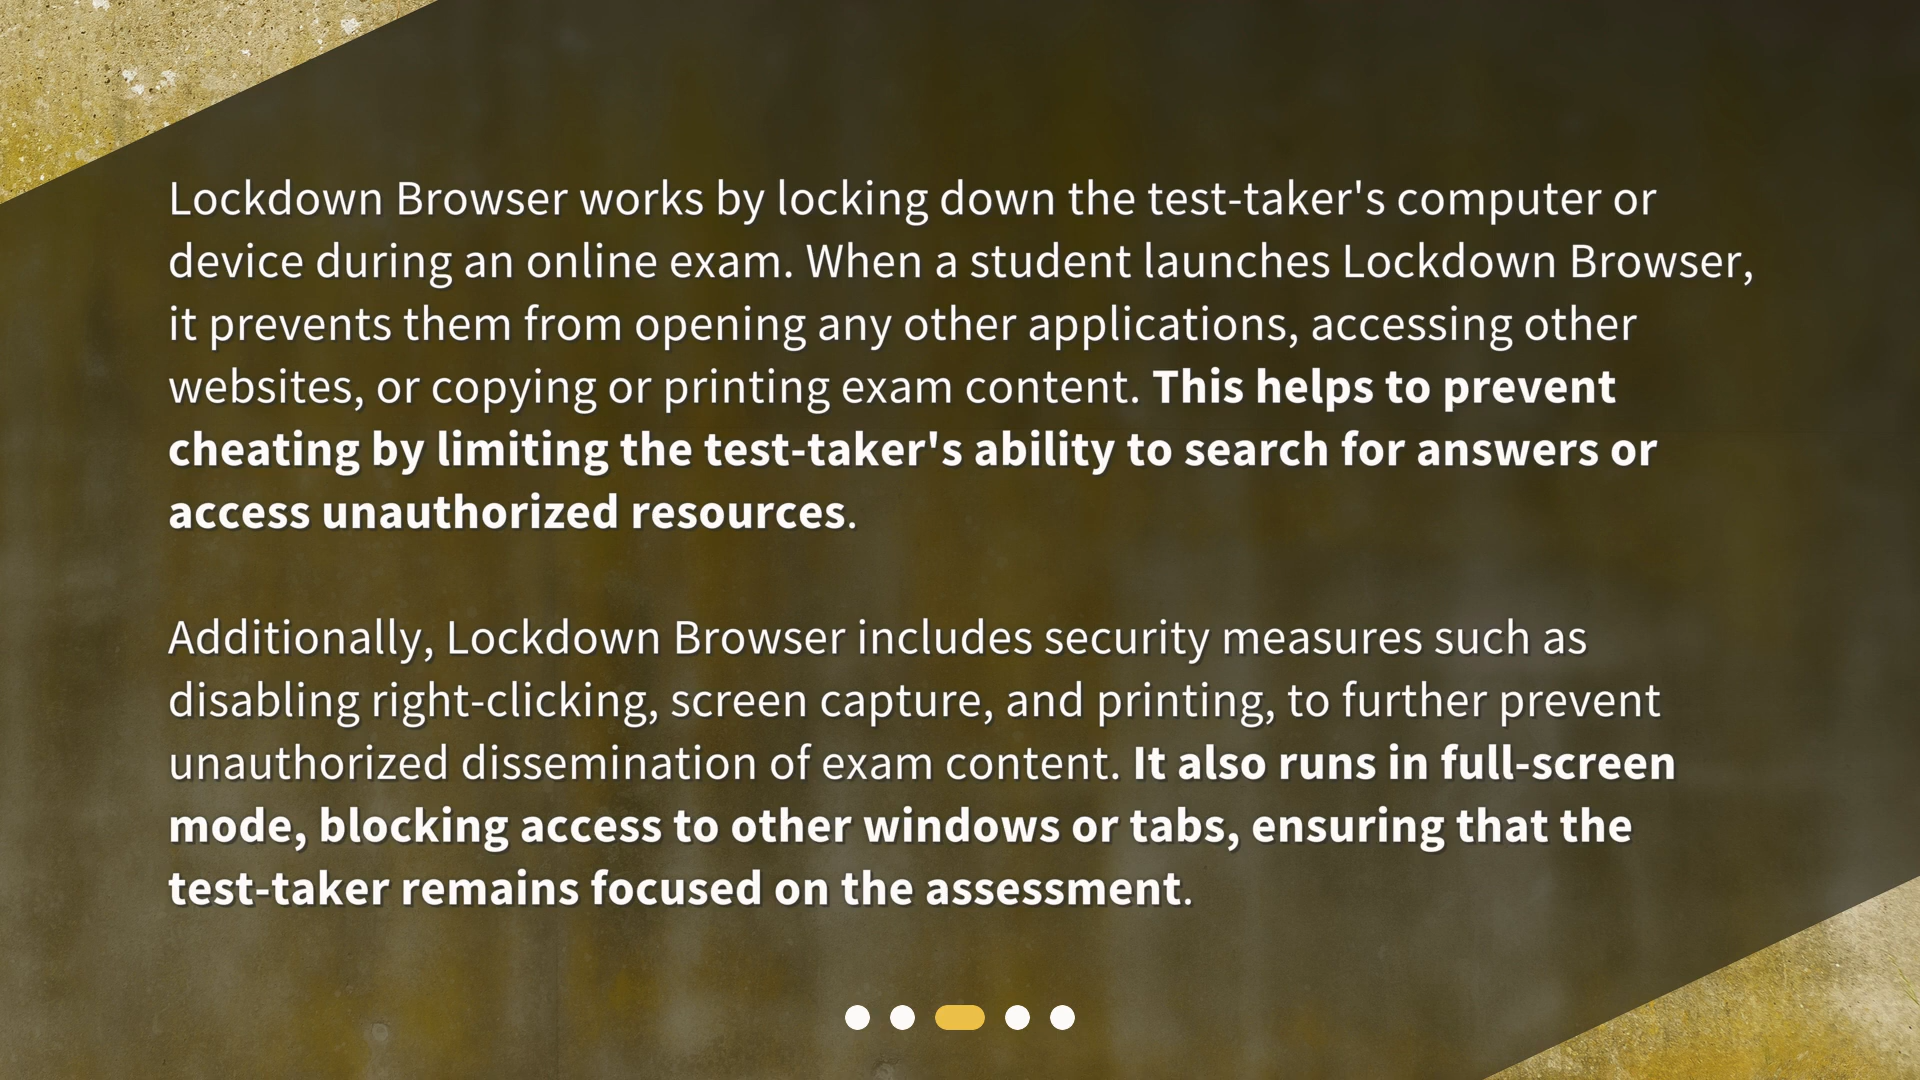 Lockdown Browser works by locking down the test-taker's computer or
device during an online exam. When a student launches Lockdown Browser,
it prevents them from opening any other applications, accessing other
websites, or copying or printing exam content. This helps to prevent
cheating by limiting the test-taker's ability to search for answers or
access unauthorized resources.
Additionally, Lockdown Browser includes security measures such as
disabling right-clicking, screen capture, and printing, to further prevent
unauthorized dissemination of exam content. It also runs in full-screen
mode, blocking access to other windows or tabs, ensuring that the
test-taker remains focused on the assessment.